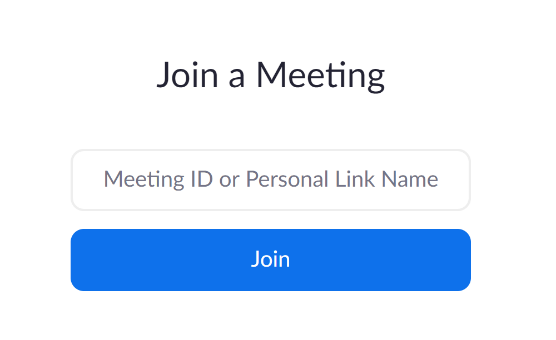 Join a Meeting
Meeting ID or Personal Link Name
Join